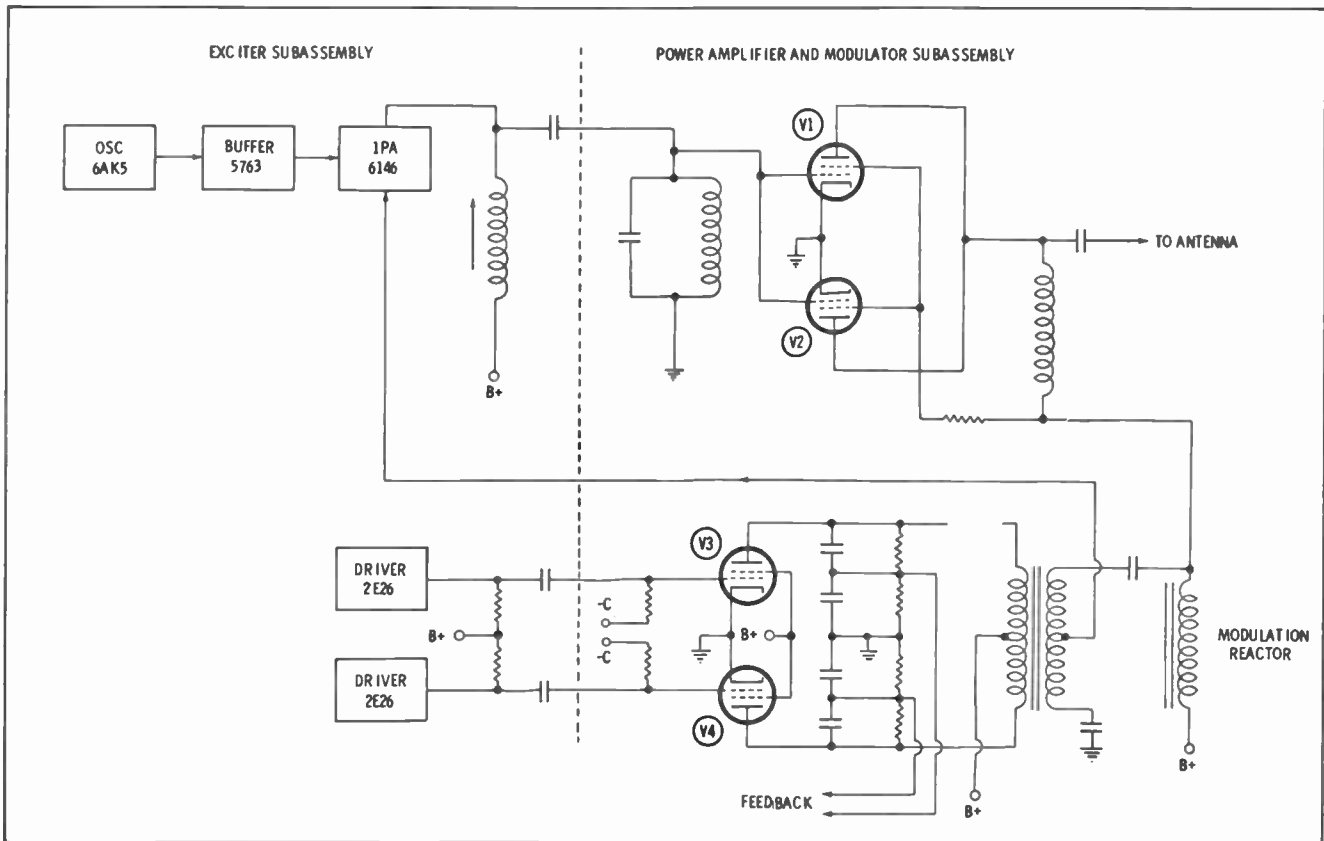 EXCITER SUBASSEMBLY
POWER AMPLIFIER AND MODULATOR SUBASSEMBLY
OSC
6AK5
BUFFER
5763
IPA
6146
V1
V2
TO ANTENNA
B+
DRIVER
2E26
DRIVER
2E26
B+
-C
-C
V3
V4
B+
FEEDBACK
B+
MODULATION
REACTOR
B+